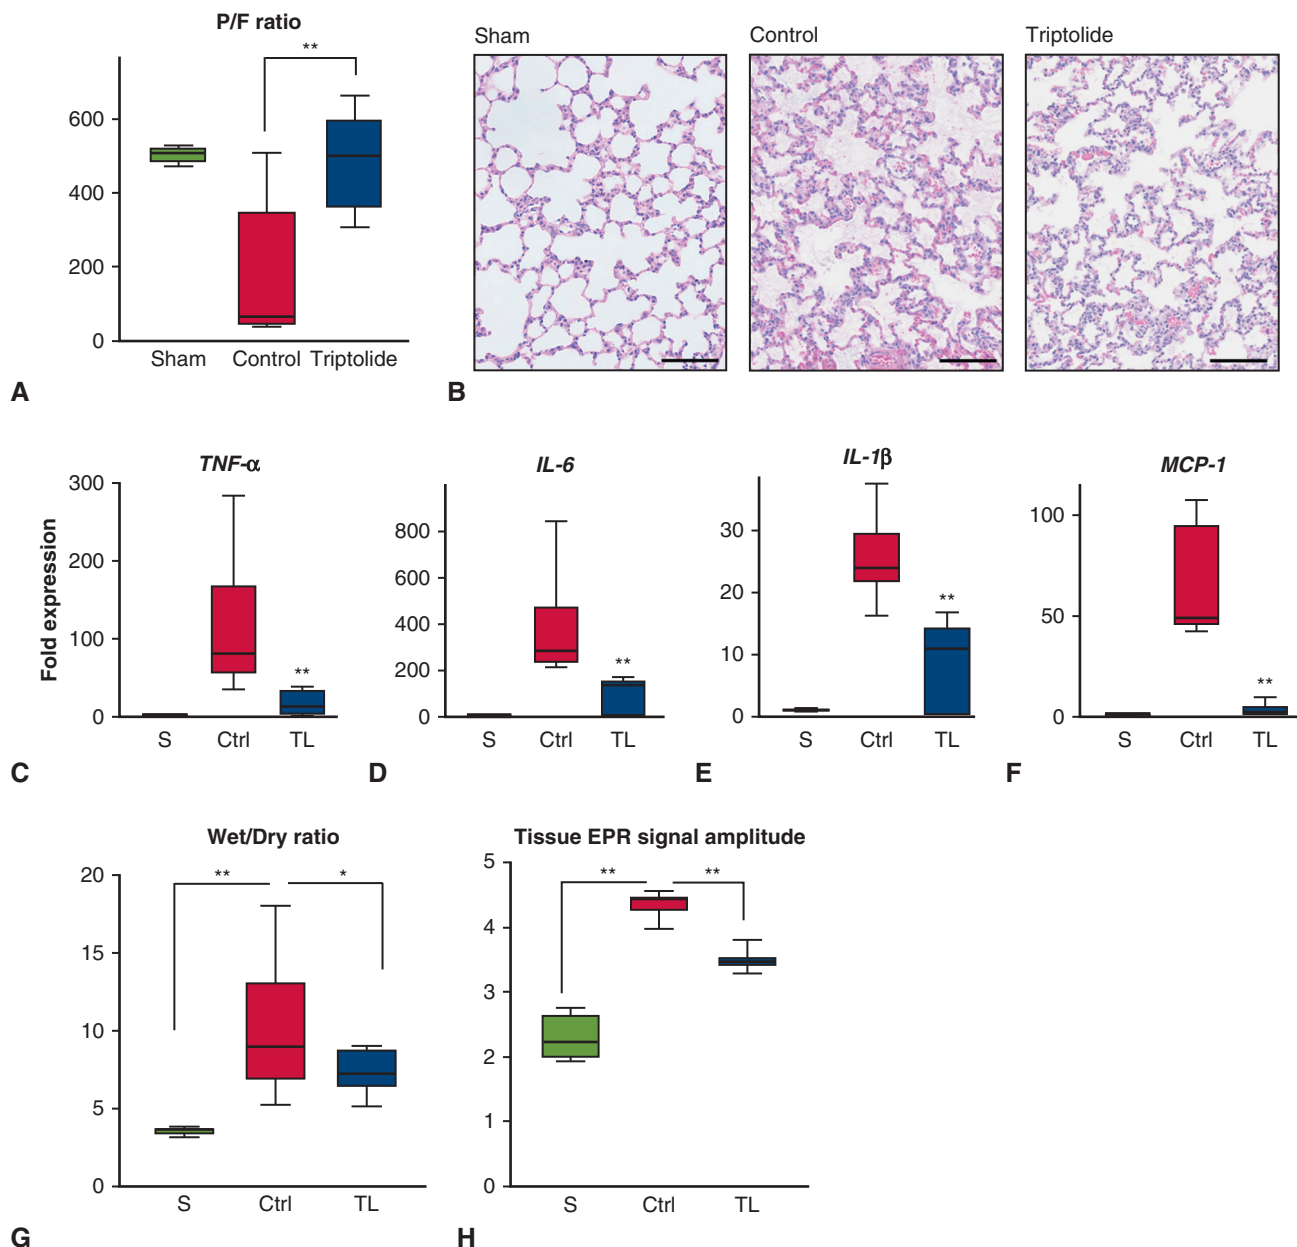 P/F ratio
**
600
400
200
0
Sham Control Triptolide
A
Sham
Control
Triptolide
B
TNF-α
Fold expression
300
200
100
0
**
S Ctrl TL
C
IL-6
800
600
400
200
0
**
S Ctrl TL
D
IL-1β
30
20
10
0
**
S Ctrl TL
E
MCP-1
100
50
0
**
S Ctrl TL
F
Wet/Dry ratio
** *
20
15
10
5
0
S Ctrl TL
G
Tissue EPR signal amplitude
** **
5
4
3
2
1
0
S Ctrl TL
H